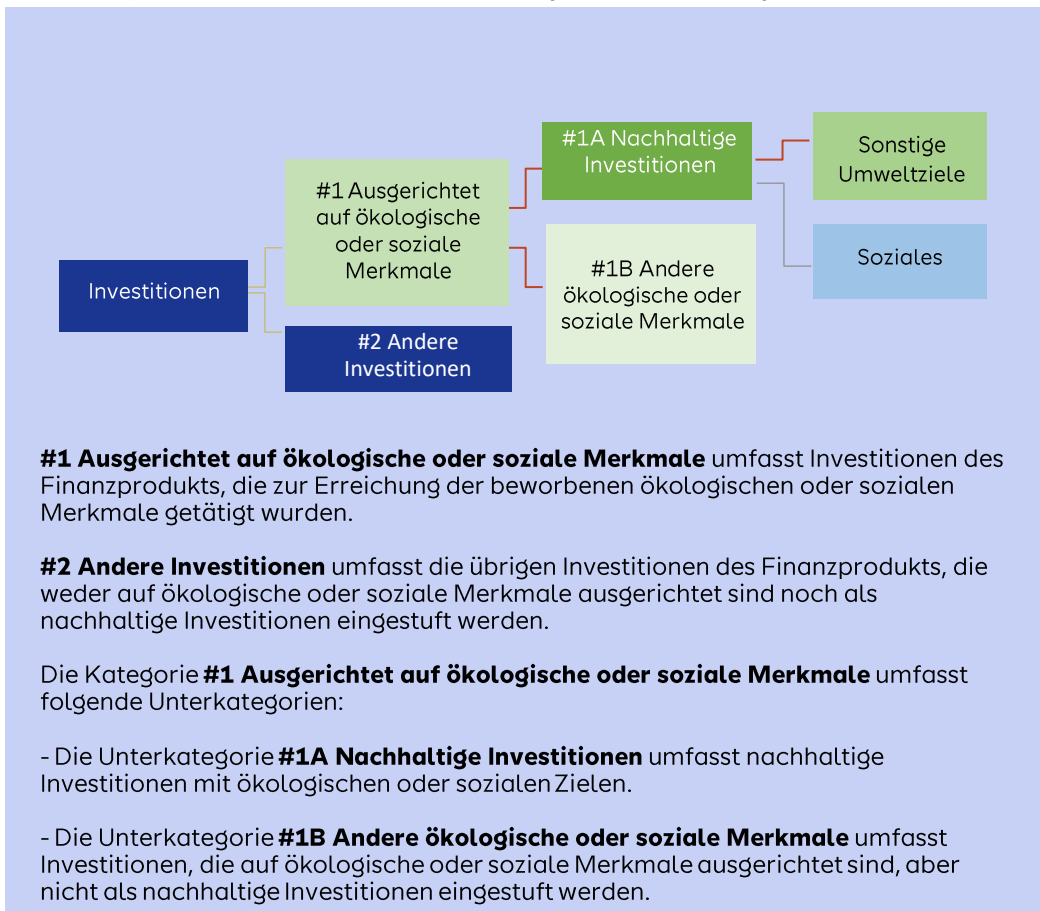 #1A Nachhaltige
Investitionen
Sonstige
Umweltziele
#1 Ausgerichtet
auf ökologische
oder soziale
Merkmale
Soziales
#1B Andere
ökologische oder
soziale Merkmale
Investitionen
#2 Andere
Investitionen
#1 Ausgerichtet auf ökologische oder soziale Merkmale umfasst Investitionen des
Finanzprodukts, die zur Erreichung der beworbenen ökologischen oder sozialen
Merkmale getätigt wurden.
#2 Andere Investitionen umfasst die übrigen Investitionen des Finanzprodukts, die
weder auf ökologische oder soziale Merkmale ausgerichtet sind noch als
nachhaltige Investitionen eingestuft werden.
Die Kategorie #1 Ausgerichtet auf ökologische oder soziale Merkmale umfasst
folgende Unterkategorien:
- Die Unterkategorie #1A Nachhaltige Investitionen umfasst nachhaltige
Investitionen mit ökologischen oder sozialen Zielen.
- Die Unterkategorie #1B Andere ökologische oder soziale Merkmale umfasst
Investitionen, die auf ökologische oder soziale Merkmale ausgerichtet sind, aber
nicht als nachhaltige Investitionen eingestuft werden.